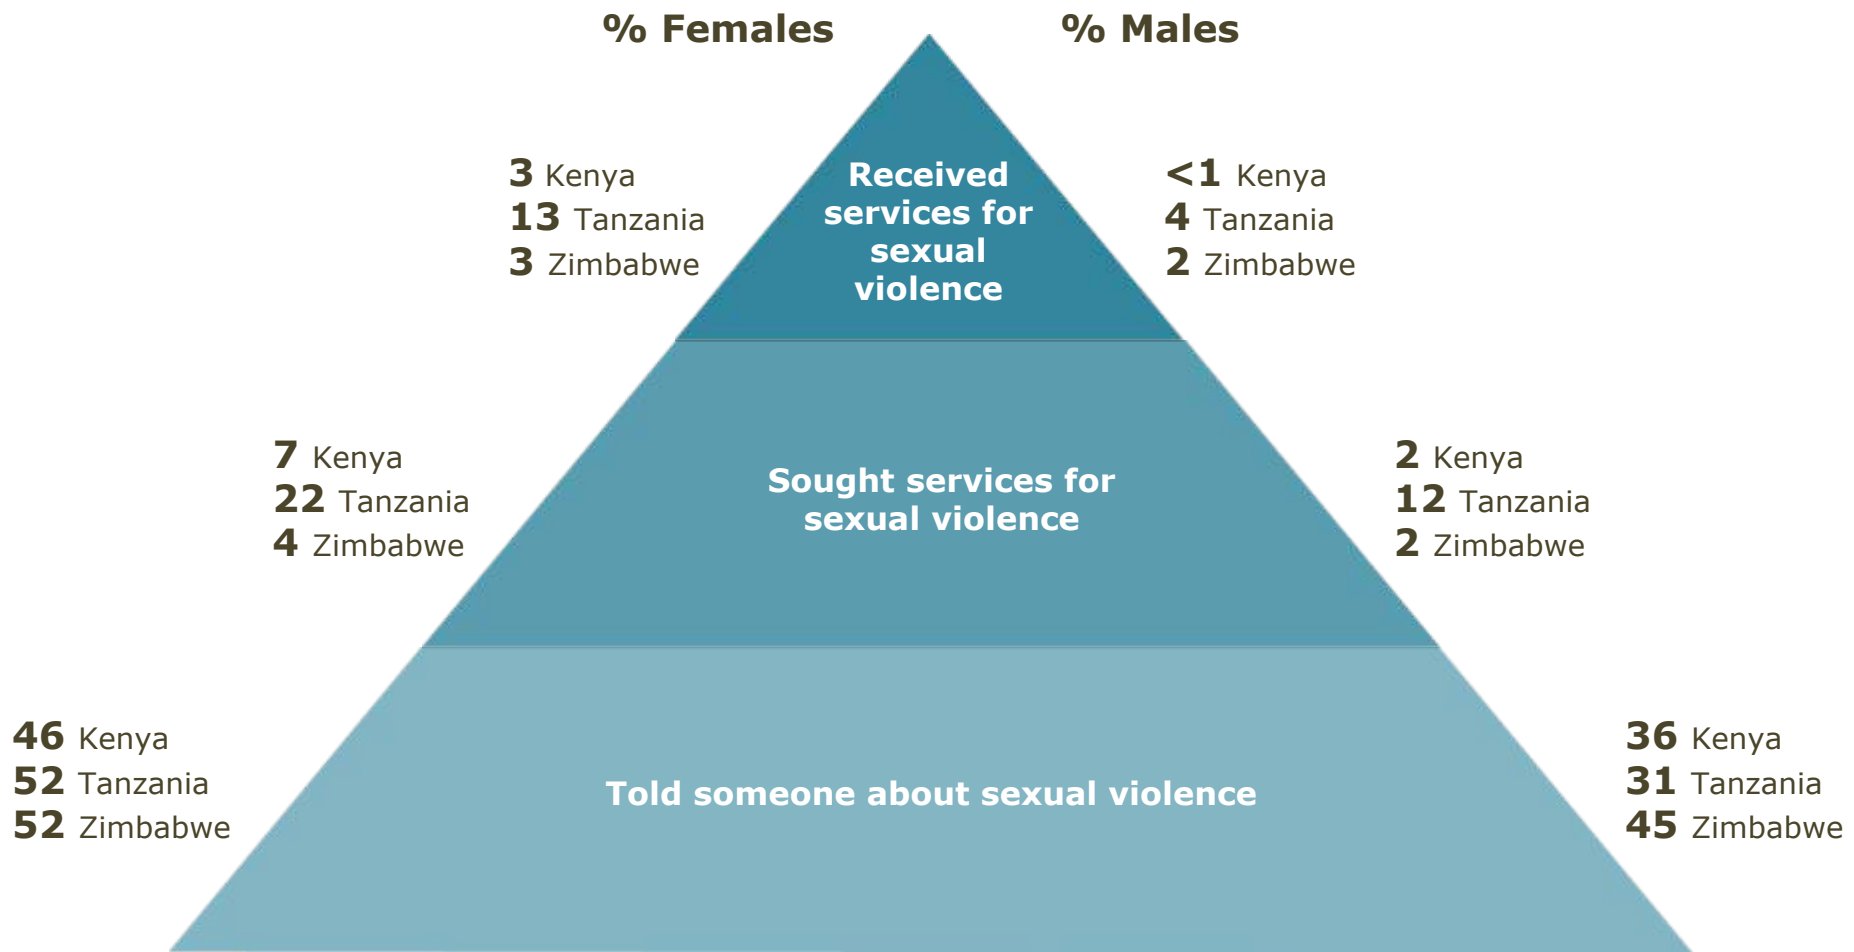 % Females
% Males
3 Kenya
13 Tanzania
3 Zimbabwe
Received
services for
sexual
violence
<1 Kenya
4 Tanzania
2 Zimbabwe
7 Kenya
22 Tanzania
4 Zimbabwe
Sought services for
sexual violence
2 Kenya
12 Tanzania
2 Zimbabwe
46 Kenya
52 Tanzania
52 Zimbabwe
Told someone about sexual violence
36 Kenya
31 Tanzania
45 Zimbabwe